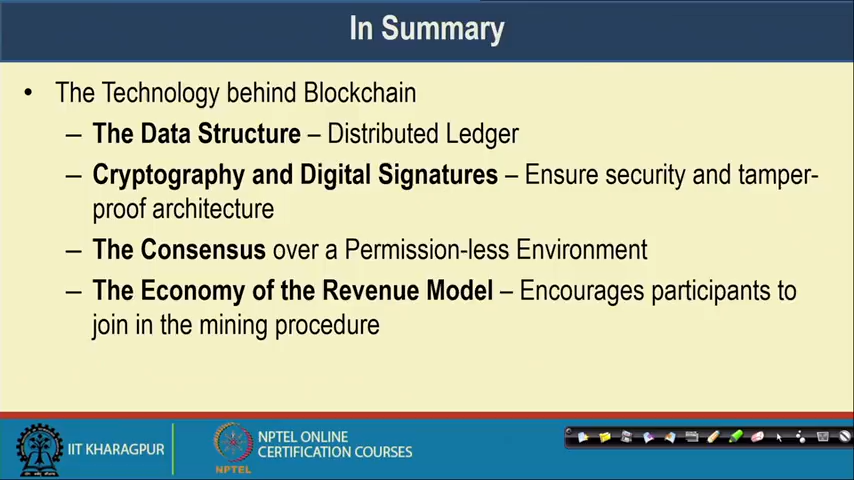 In Summary
• The Technology behind Blockchain
– The Data Structure – Distributed Ledger
– Cryptography and Digital Signatures – Ensure security and tamper-
proof architecture
– The Consensus over a Permission-less Environment
– The Economy of the Revenue Model – Encourages participants to
join in the mining procedure
IIT KHARAGPUR
NPTEL
NPTEL ONLINE
CERTIFICATION COURSES